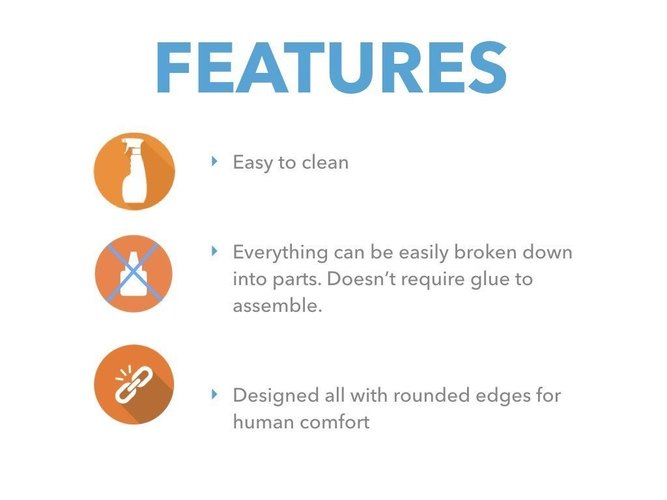 FEATURES
Easy to clean
Everything can be easily broken down
into parts. Doesn’t require glue to
assemble.
Designed all with rounded edges for
human comfort